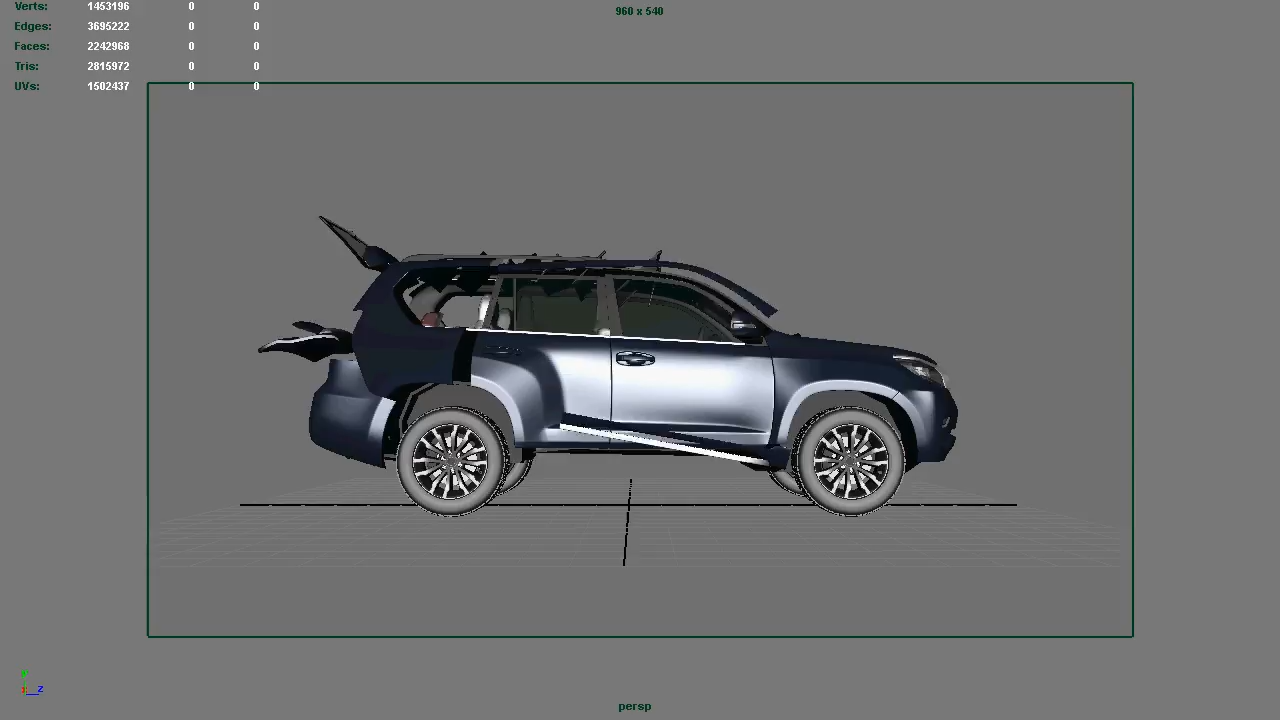 Verts: 1453196 0 0
960 x 540
Edges: 3695222 0 0
Faces: 2242968 0 0
Tris: 2815972 0 0
UVs: 1502437 0 0
Z
persp